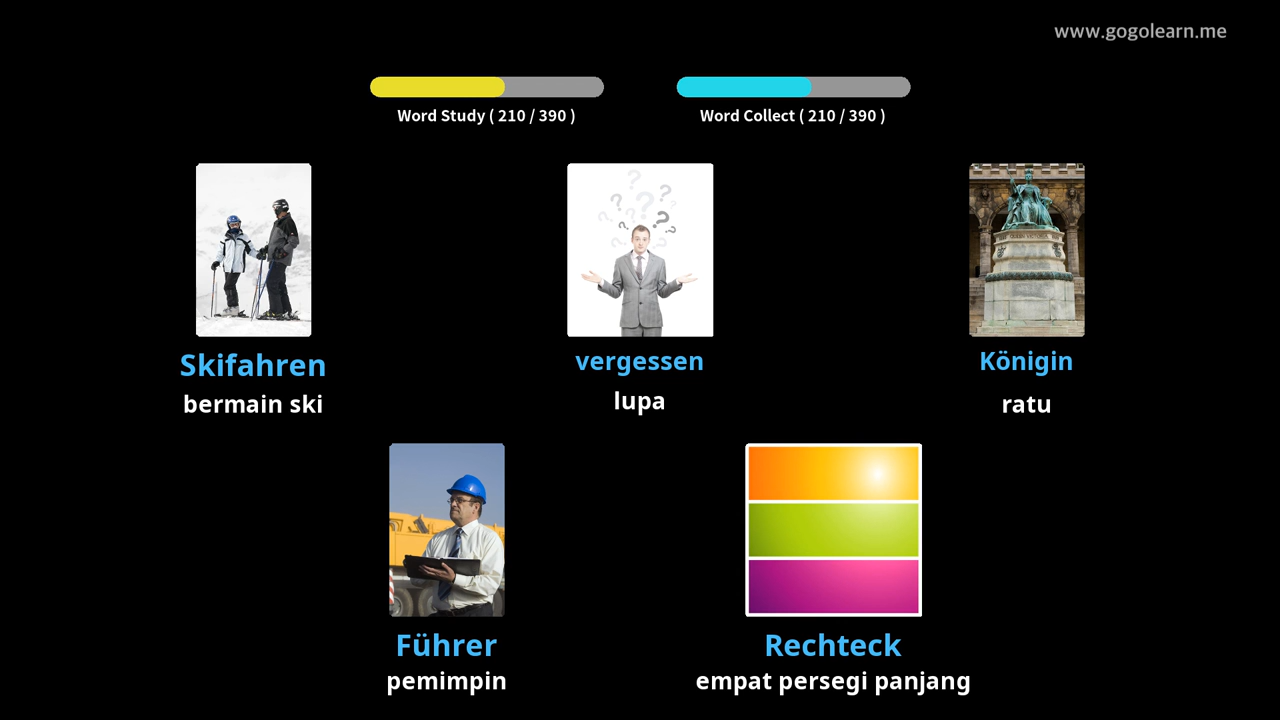 www.gogolearn.me
Word Study ( 210 / 390 )
Word Collect ( 210 / 390 )
Skifahren
bermain ski
vergessen
lupa
Königin
ratu
Führer
pemimpin
Rechteck
empat persegi panjang